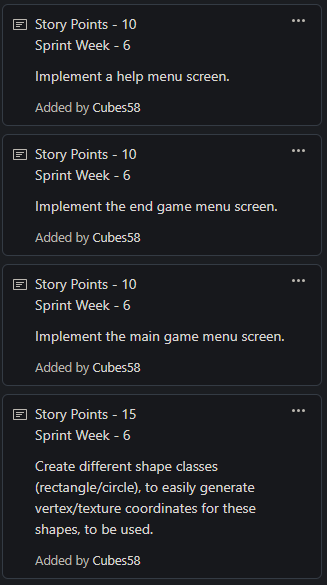 Story Points - 10
Sprint Week - 6
Implement a help menu screen.
Added by Cubes58
Story Points - 10
Sprint Week - 6
Implement the end game menu screen.
Added by Cubes58
Story Points - 10
Sprint Week - 6
Implement the main game menu screen.
Added by Cubes58
Story Points - 15
Sprint Week - 6
Create different shape classes
(rectangle/circle), to easily generate
vertex/texture coordinates for these
shapes, to be used.
Added by Cubes58